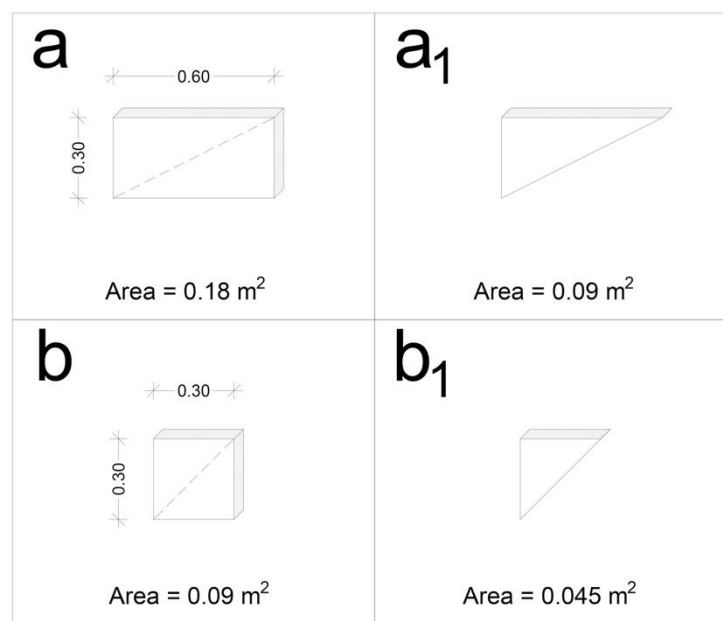 a
0.60
0.30
Area = 0.18 m²
a₁
Area = 0.09 m²
b
0.30
0.30
Area = 0.09 m²
b₁
Area = 0.045 m²